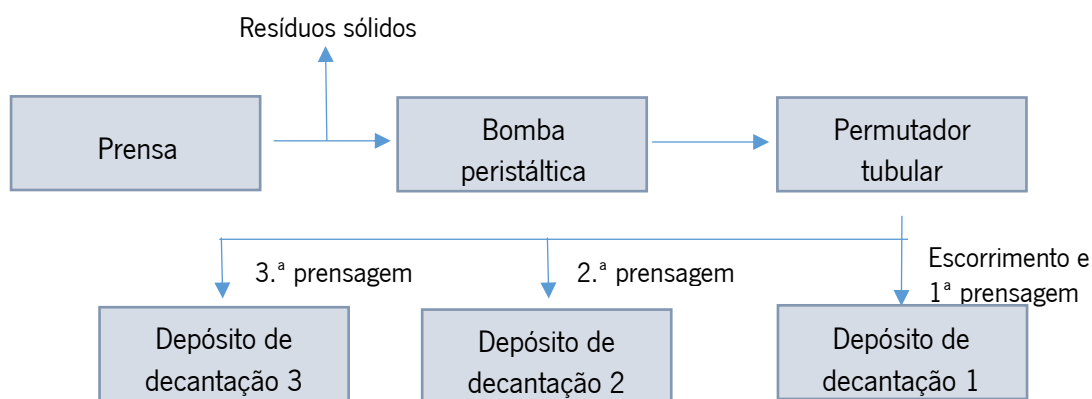 Resíduos sólidos
Prensa
Bomba
peristáltica
Permutador
tubular
3.ª prensagem
2.ª prensagem
Escorrimento e
1ª prensagem
Depósito de
decantação 3
Depósito de
decantação 2
Depósito de
decantação 1